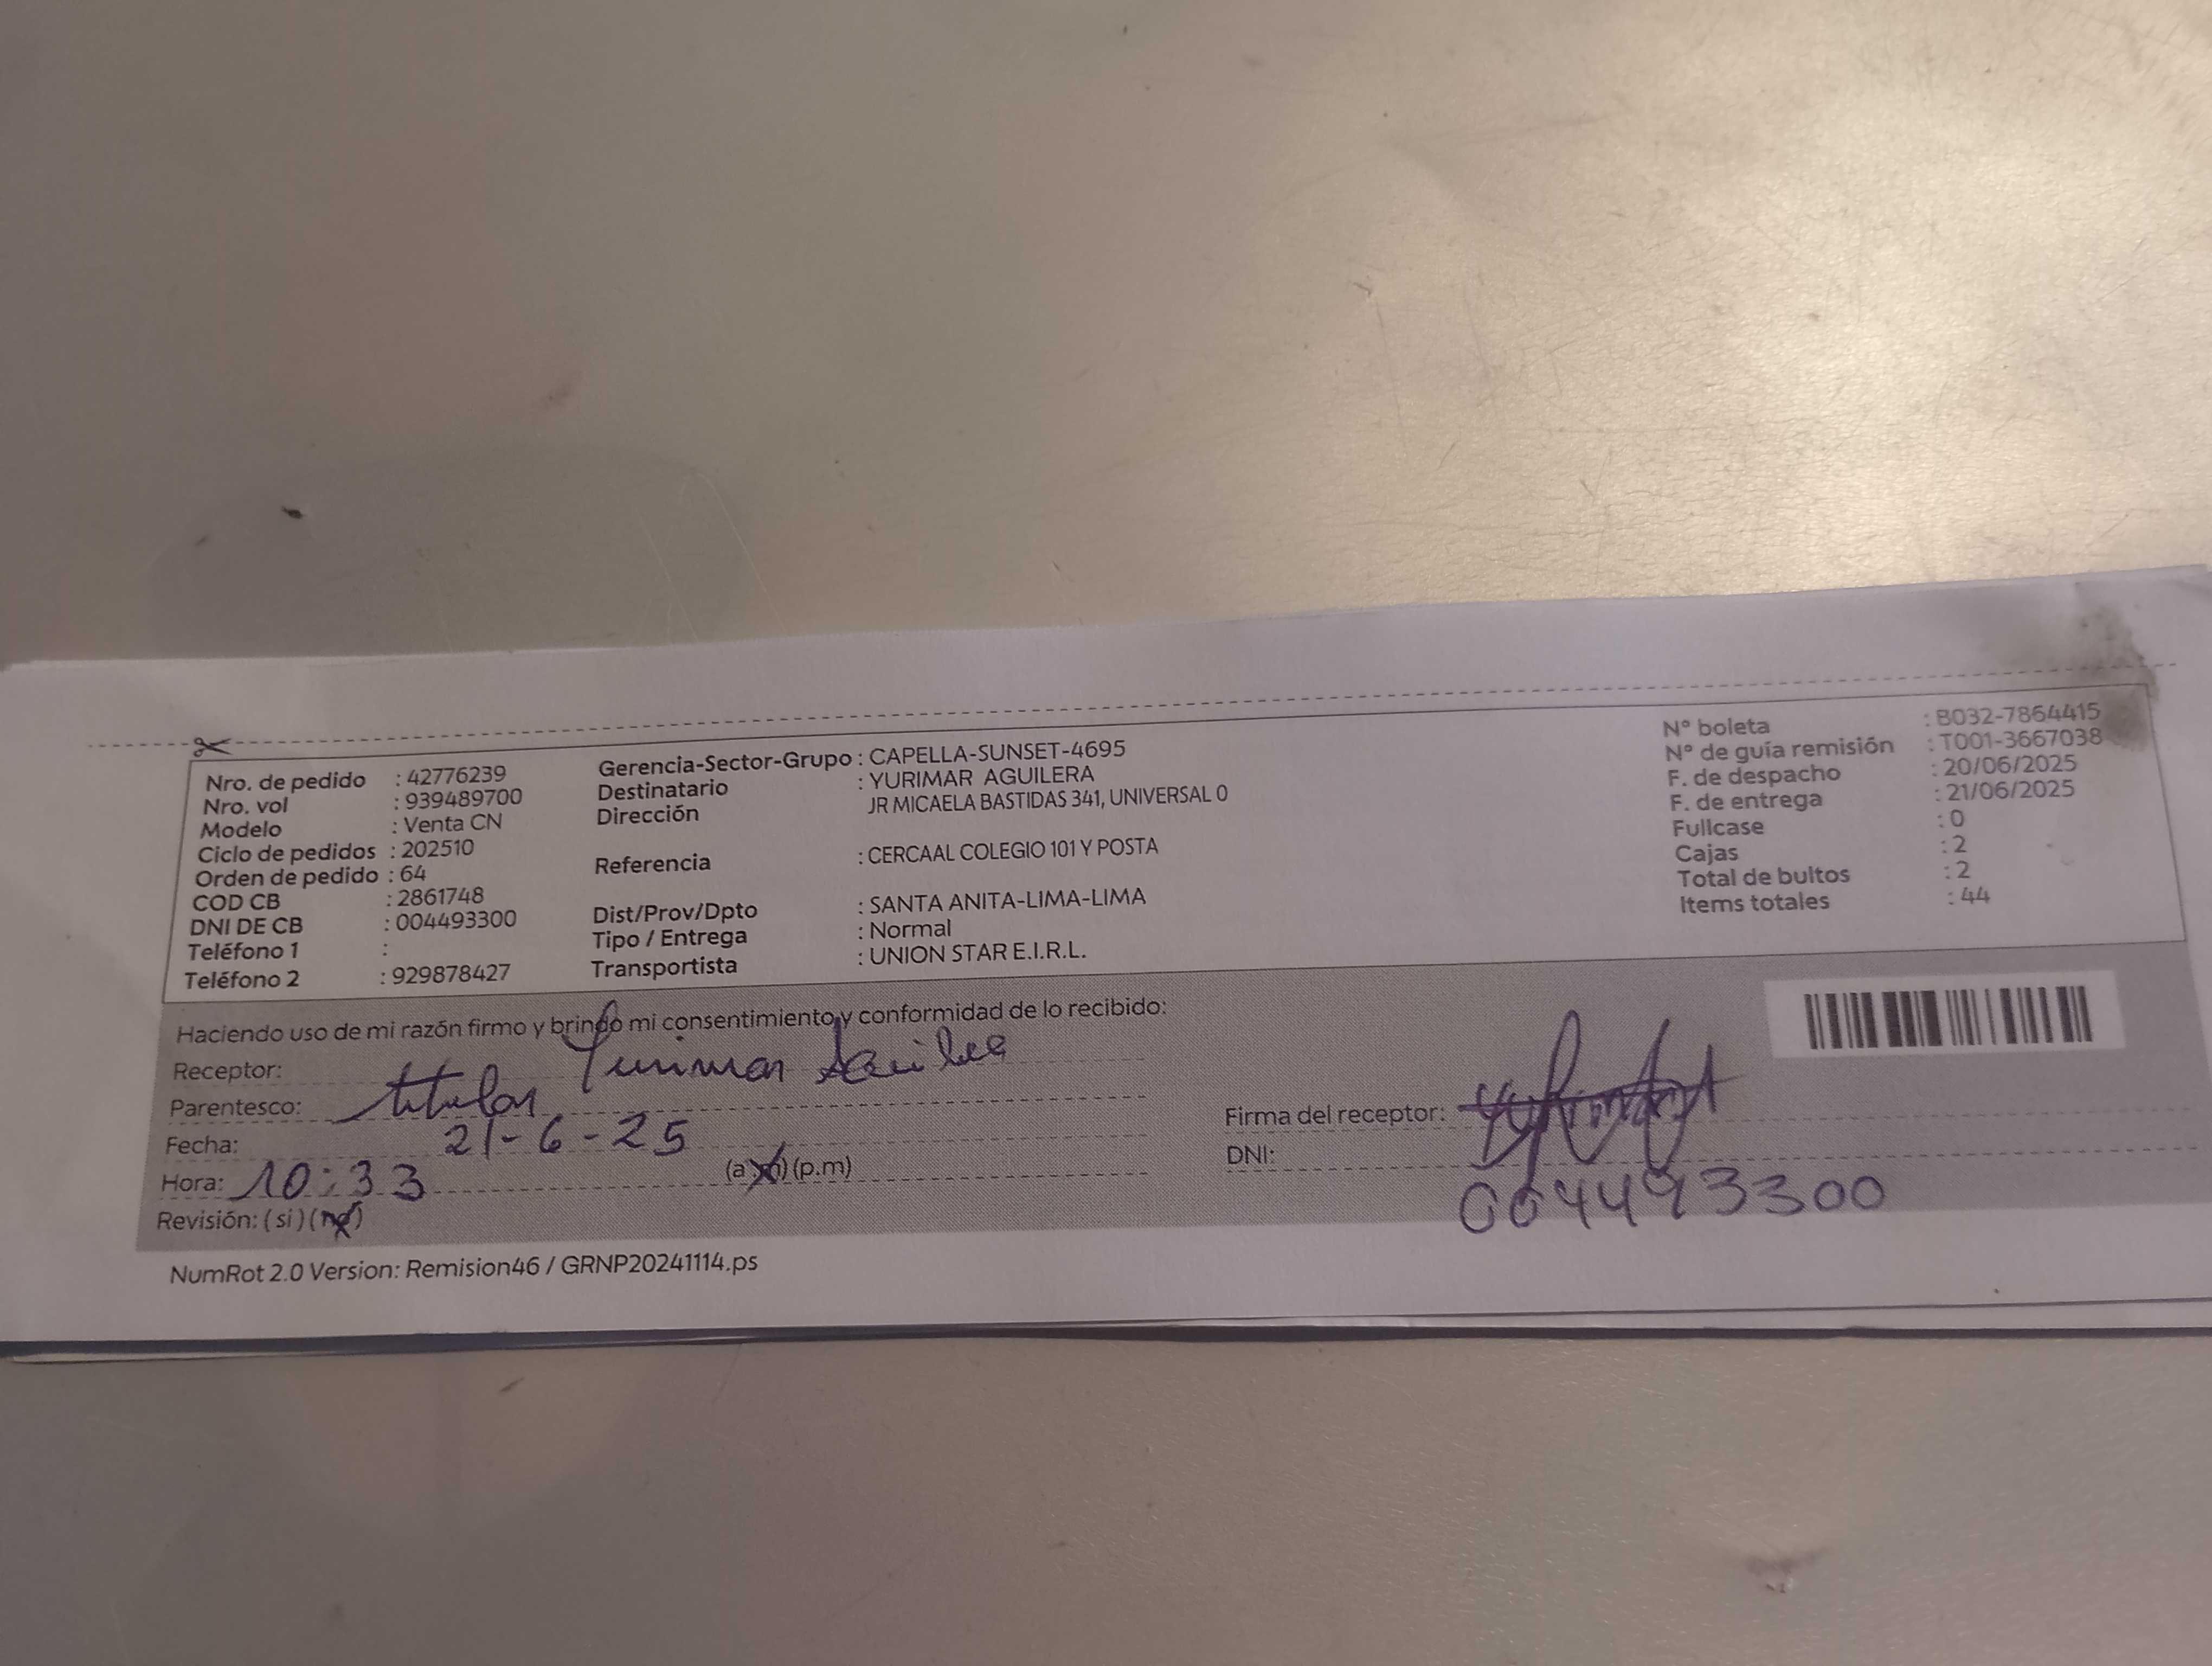 Nro. de pedido : 42776239
Nro. vol : 939489700
Modelo : Venta CN
Ciclo de pedidos : 202510
Orden de pedido : 64
COD CB : 2861748
DNI DE CB : 004493300
Teléfono 1 :
Teléfono 2 : 929878427
Gerencia-Sector-Grupo : CAPELLA-SUNSET-4695
Destinatario : YURIMAR AGUILERA
Dirección JR MICAELA BASTIDAS 341, UNIVERSAL 0
Referencia : CERCAAL COLEGIO 101 Y POSTA
Dist/Prov/Dpto : SANTA ANITA-LIMA-LIMA
Tipo / Entrega : Normal
Transportista : UNION STAR E.I.R.L.
N° boleta : B032-7864415
N° de guía remisión : T001-3667038
F. de despacho : 20/06/2025
F. de entrega : 21/06/2025
Fullcase : 0
Cajas : 2
Total de bultos : 2
Items totales : 44
Haciendo uso de mi razón firmo y brindo mi consentimiento y conformidad de lo recibido:
Receptor: Yurimar
Parentesco: titular
Fecha: 21-6-25
Hora: 10:33 (a.m) (p.m)
Revisión: (si) (no)
Firma del receptor:
DNI: 004493300
NumRot 2.0 Version: Remision46 / GRNP20241114.ps